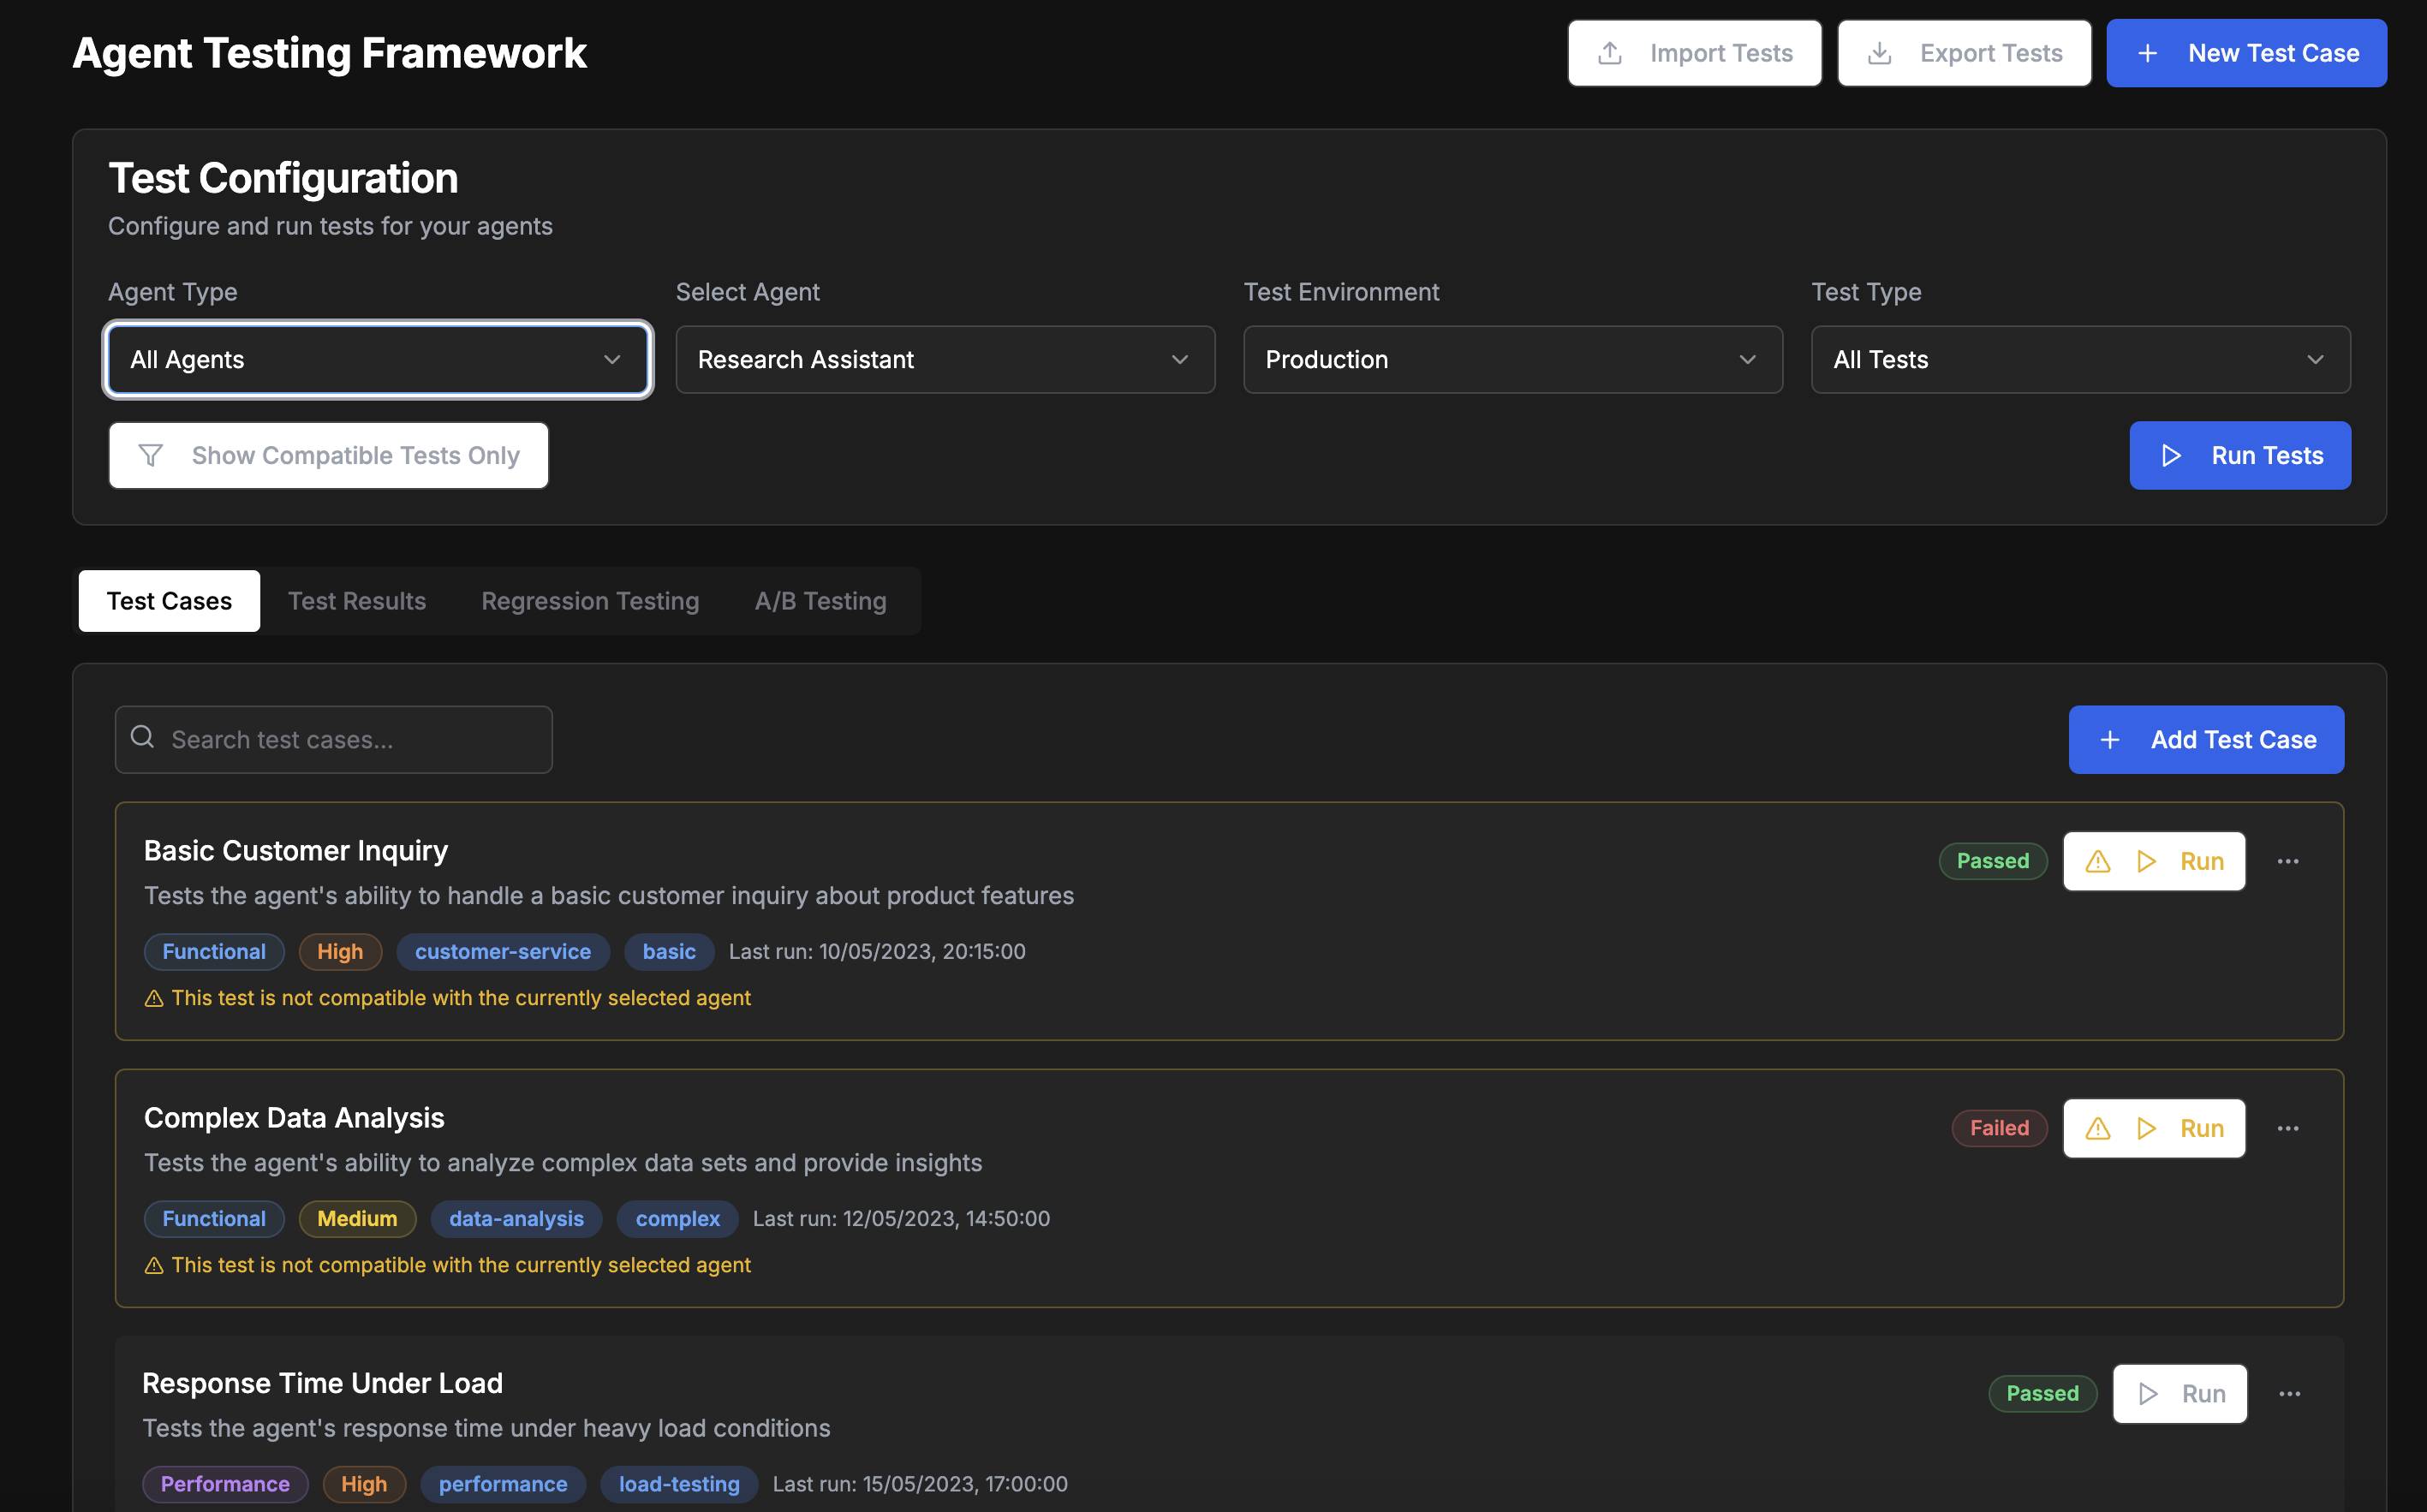 Agent Testing Framework
Import Tests
Export Tests
New Test Case
Test Configuration
Configure and run tests for your agents
Agent Type
Select Agent
Test Environment
Test Type
All Agents
Research Assistant
Production
All Tests
Show Compatible Tests Only
Run Tests
Test Cases
Test Results
Regression Testing
A/B Testing
Search test cases...
Add Test Case
Basic Customer Inquiry
Passed
Run
Tests the agent's ability to handle a basic customer inquiry about product features
Functional High customer-service basic Last run: 10/05/2023, 20:15:00
This test is not compatible with the currently selected agent
Complex Data Analysis
Failed
Run
Tests the agent's ability to analyze complex data sets and provide insights
Functional Medium data-analysis complex Last run: 12/05/2023, 14:50:00
This test is not compatible with the currently selected agent
Response Time Under Load
Passed
Run
Tests the agent's response time under heavy load conditions
Performance High performance load-testing Last run: 15/05/2023, 17:00:00